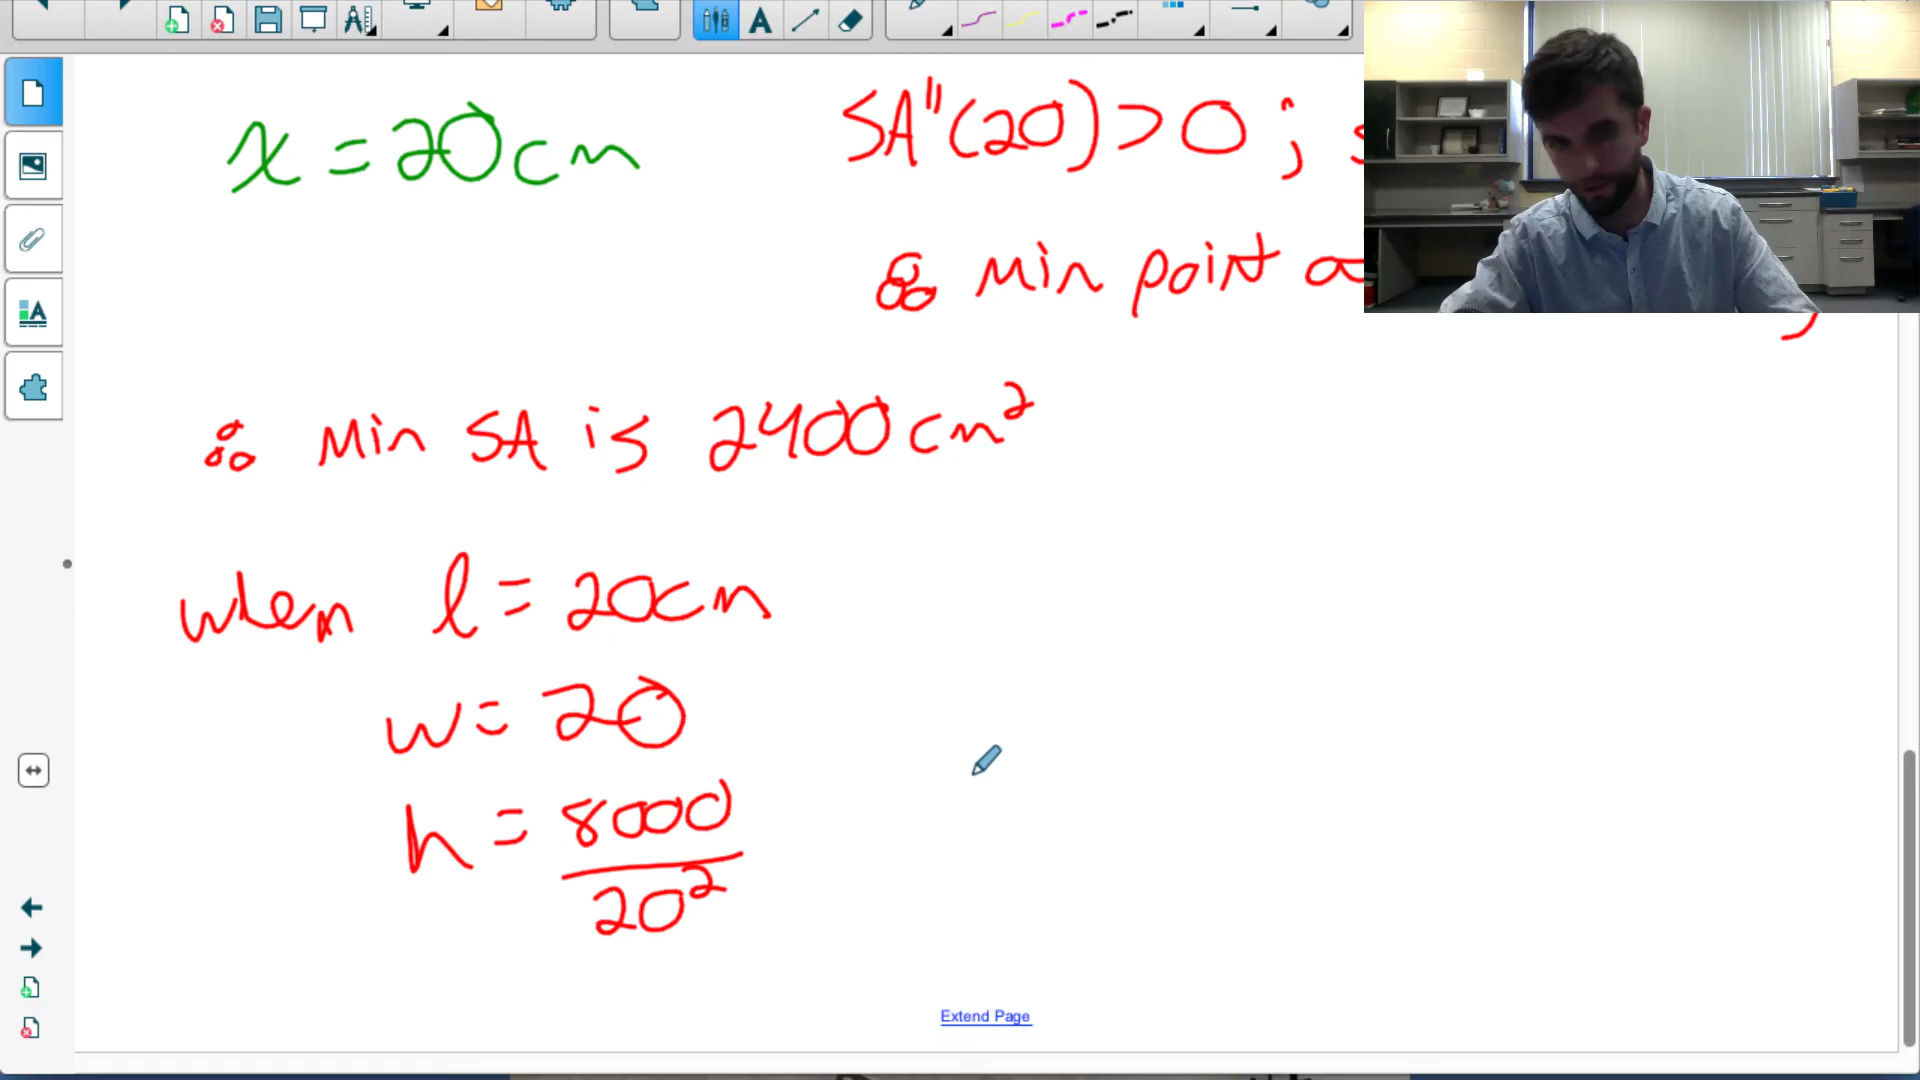 x = 20cm
SA"(20) > 0 ;
∴ Min point
∴ Min SA is 2400cm²
when l = 20cm
w = 20
h = 8000
20²
Extend Page